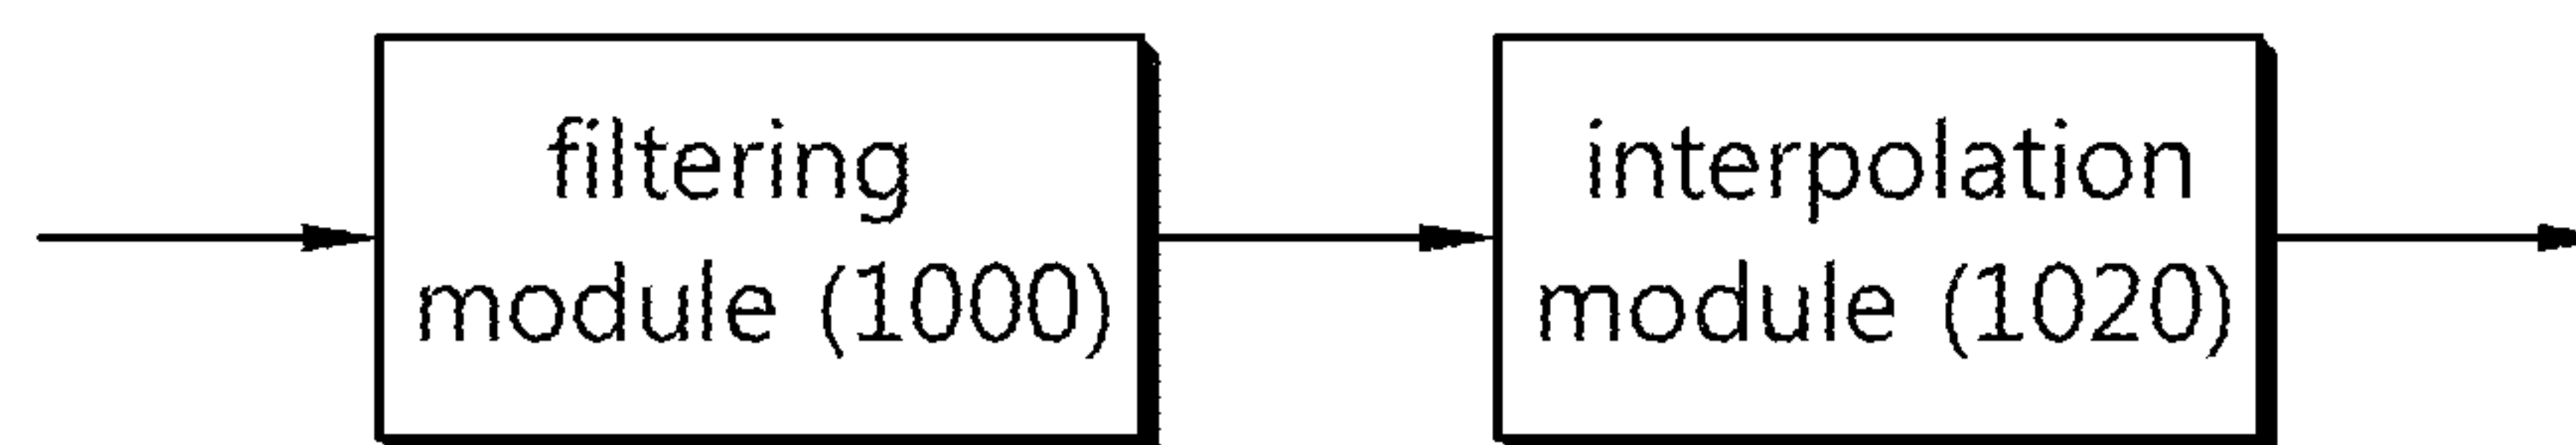 filtering
module (1000)
interpolation
module (1020)